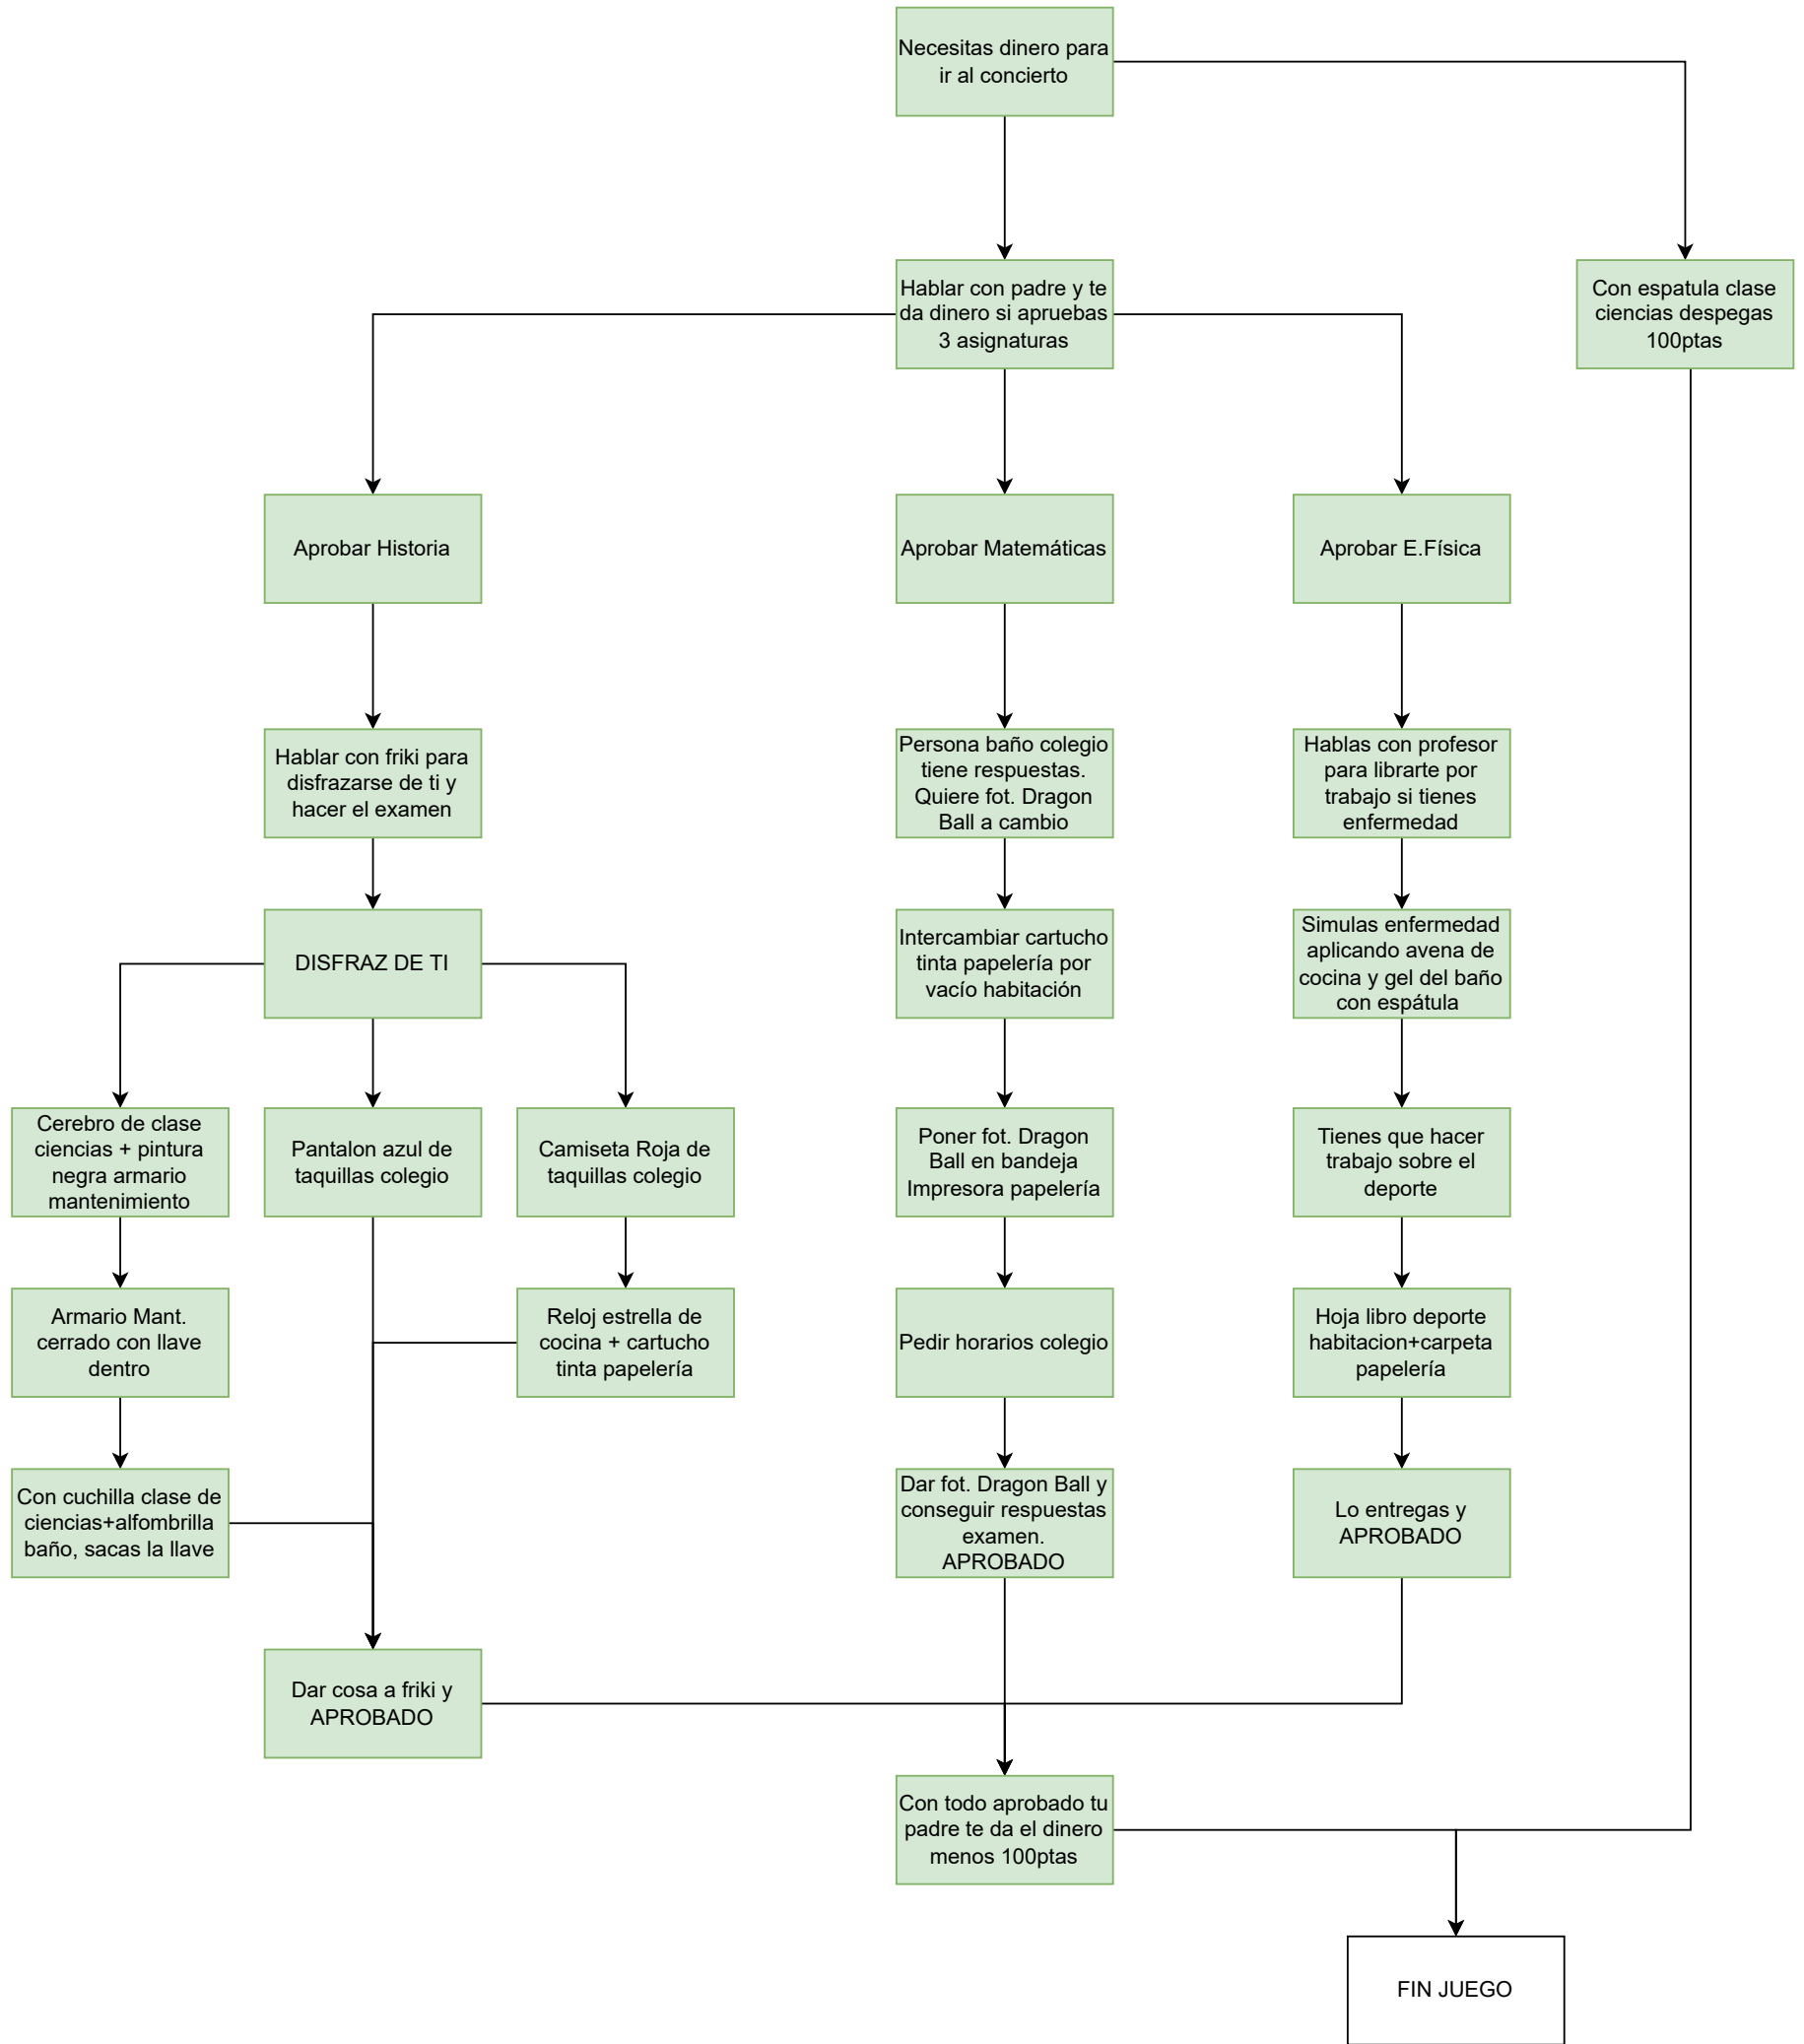 Necesitas dinero para
ir al concierto
Hablar con padre y te
da dinero si apruebas
3 asignaturas
Con espatula clase
ciencias despegas
100ptas
Aprobar Historia
Aprobar Matemáticas
Aprobar E.Física
Hablar con friki para
disfrazarse de ti y
hacer el examen
Persona baño colegio
tiene respuestas.
Quiere fot. Dragon
Ball a cambio
Hablas con profesor
para librarte por
trabajo si tienes
enfermedad
DISFRAZ DE TI
Intercambiar cartucho
tinta papelería por
vacío habitación
Simulas enfermedad
aplicando avena de
cocina y gel del baño
con espátula
Cerebro de clase
ciencias + pintura
negra armario
mantenimiento
Pantalon azul de
taquillas colegio
Camiseta Roja de
taquillas colegio
Poner fot. Dragon
Ball en bandeja
Impresora papelería
Tienes que hacer
trabajo sobre el
deporte
Armario Mant.
cerrado con llave
dentro
Reloj estrella de
cocina + cartucho
tinta papelería
Pedir horarios colegio
Hoja libro deporte
habitacion+carpeta
papelería
Con cuchilla clase de
ciencias+alfombrilla
baño, sacas la llave
Dar fot. Dragon Ball y
conseguir respuestas
examen.
APROBADO
Lo entregas y
APROBADO
Dar cosa a friki y
APROBADO
Con todo aprobado tu
padre te da el dinero
menos 100ptas
FIN JUEGO